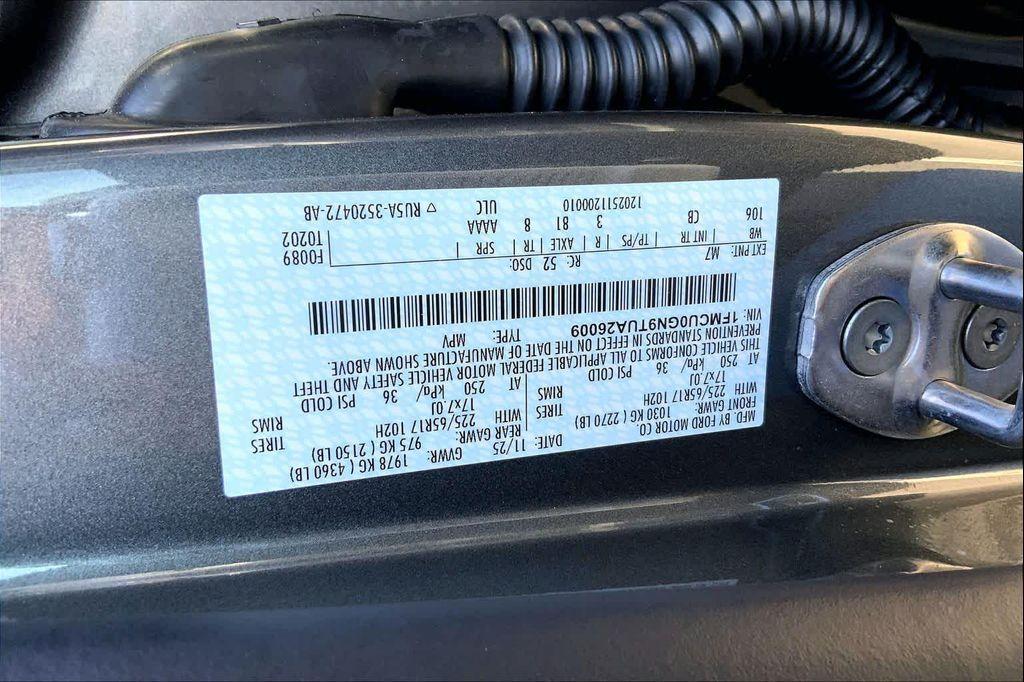 MFD. BY FORD MOTOR CO.
DATE: 11/25 GVWR: 1978 KG ( 4360 LB)
FRONT GAWR: 1030 KG ( 2270 LB) REAR GAWR: 975 KG ( 2150 LB)
WITH 225/65R17 102H TIRES WITH 225/65R17 102H TIRES
17x7.0J RIMS 17x7.0J RIMS
AT 250 kPa/ 36 PSI COLD AT 250 kPa/ 36 PSI COLD
THIS VEHICLE CONFORMS TO ALL APPLICABLE FEDERAL MOTOR VEHICLE SAFETY AND THEFT
PREVENTION STANDARDS IN EFFECT ON THE DATE OF MANUFACTURE SHOWN ABOVE.
VIN: 1FMCU0GN9TUA26009 TYPE: MPV
EXT PNT: M7 RC: 52 DSO: F0089
WB | INT TR | TP/PS | R | AXLE | TR | SPR T0202
106 CB 3 81 8 AAAA
120251120010 ULC ▽ RU5A-3520472-AB